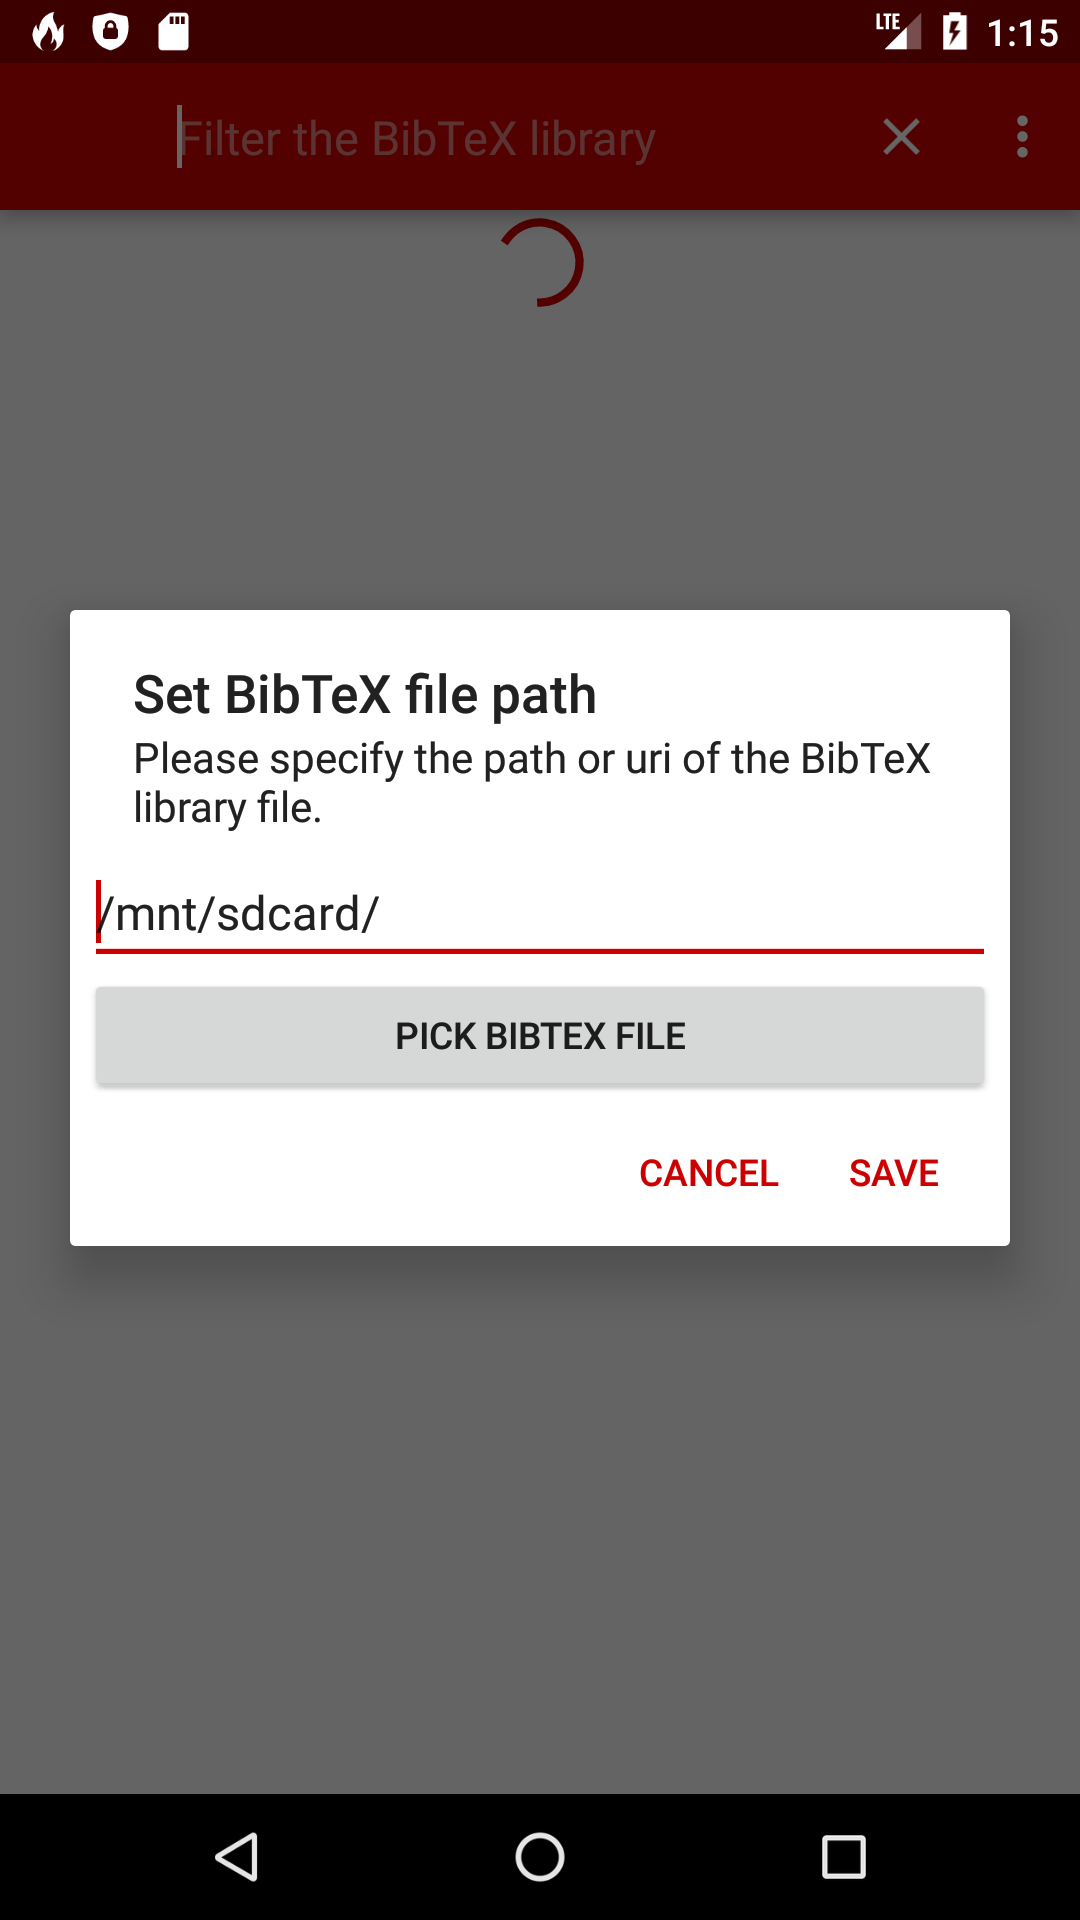 LTE 1:15
Filter the BibTeX library
Set BibTeX file path
Please specify the path or uri of the BibTeX
library file.
/mnt/sdcard/
PICK BIBTEX FILE
CANCEL SAVE